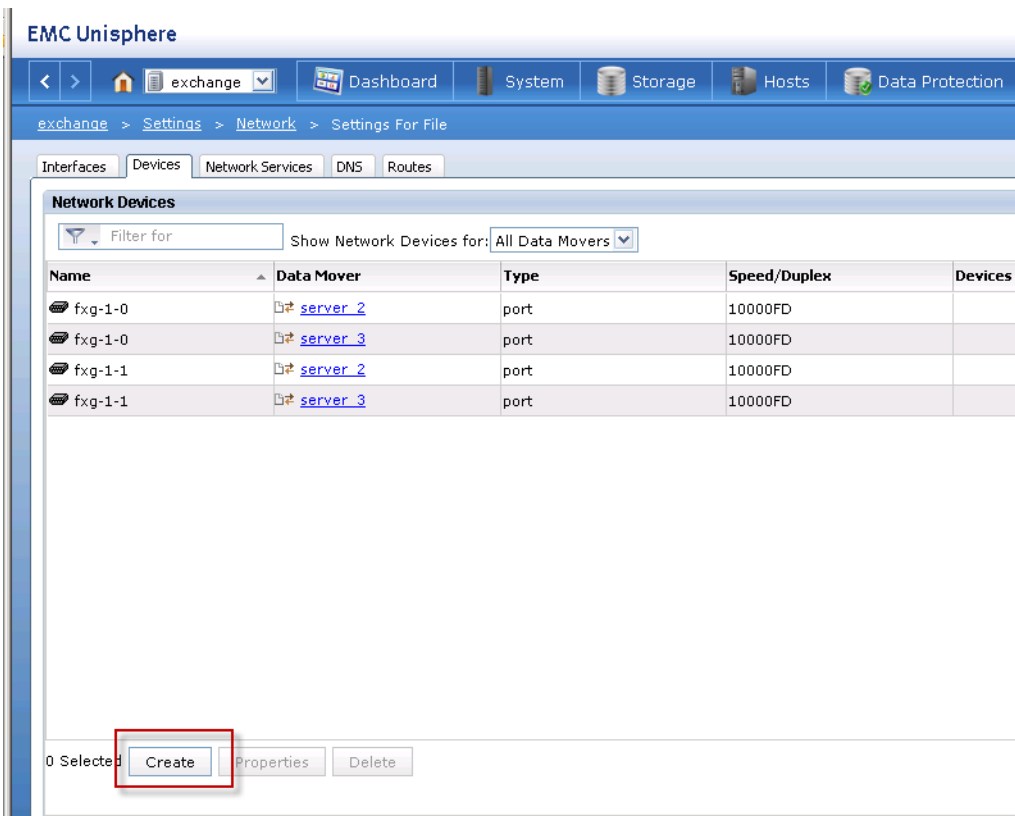 EMC Unisphere
exchange Dashboard System Storage Hosts Data Protection
exchange > Settings > Network > Settings For File
Interfaces Devices Network Services DNS Routes
Network Devices
Filter for Show Network Devices for: All Data Movers
Name Data Mover Type Speed/Duplex Devices
fxg-1-0 server_2 port 10000FD
fxg-1-0 server_3 port 10000FD
fxg-1-1 server_2 port 10000FD
fxg-1-1 server_3 port 10000FD
0 Selected Create Properties Delete